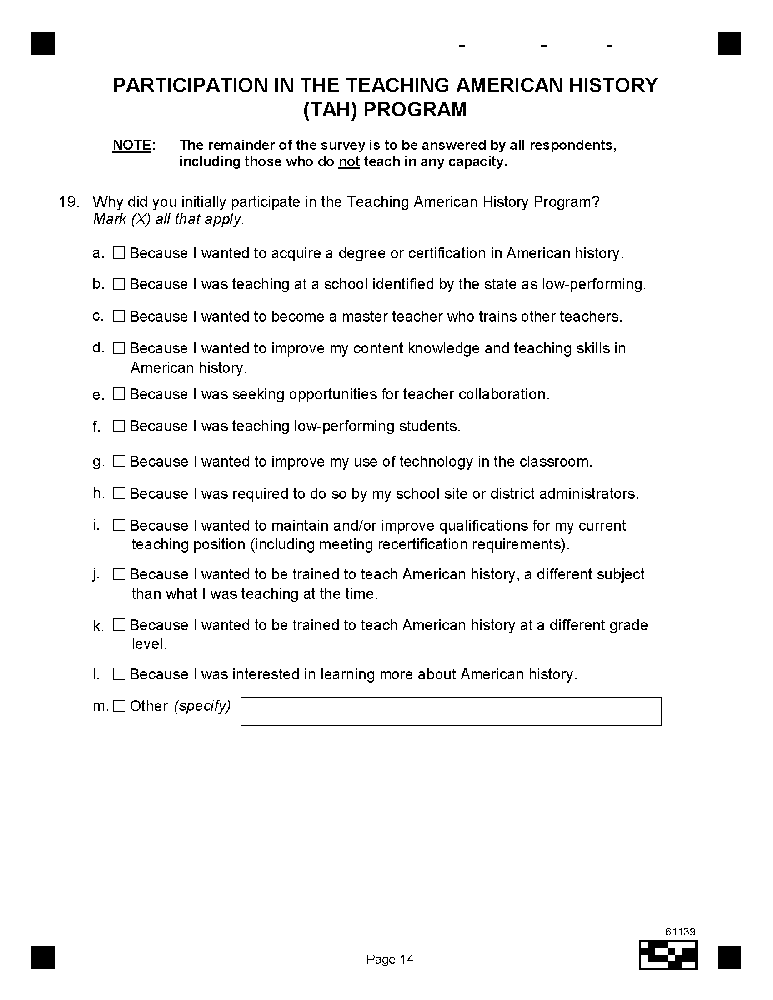 - - -
PARTICIPATION IN THE TEACHING AMERICAN HISTORY
(TAH) PROGRAM
NOTE: The remainder of the survey is to be answered by all respondents,
including those who do not teach in any capacity.
19. Why did you initially participate in the Teaching American History Program?
Mark (X) all that apply.
a. Because I wanted to acquire a degree or certification in American history.
b. Because I was teaching at a school identified by the state as low-performing.
c. Because I wanted to become a master teacher who trains other teachers.
d. Because I wanted to improve my content knowledge and teaching skills in
American history.
e. Because I was seeking opportunities for teacher collaboration.
f. Because I was teaching low-performing students.
g. Because I wanted to improve my use of technology in the classroom.
h. Because I was required to do so by my school site or district administrators.
i. Because I wanted to maintain and/or improve qualifications for my current
teaching position (including meeting recertification requirements).
j. Because I wanted to be trained to teach American history, a different subject
than what I was teaching at the time.
k. Because I wanted to be trained to teach American history at a different grade
level.
l. Because I was interested in learning more about American history.
m. Other (specify)
61139
Page 14